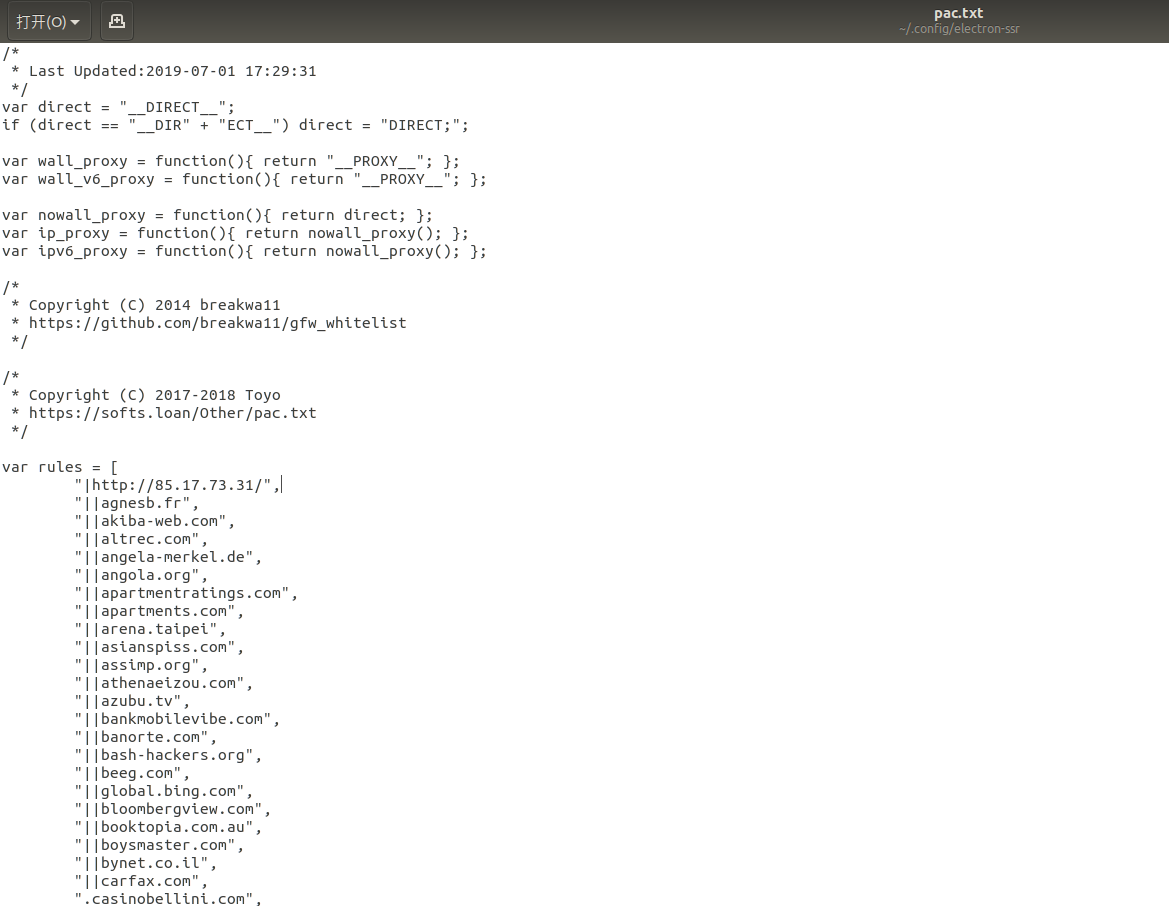 打开(O)
pac.txt
~/.config/electron-ssr
/*
 * Last Updated:2019-07-01 17:29:31
 */
var direct = "__DIRECT__";
if (direct == "__DIR" + "ECT__") direct = "DIRECT;";

var wall_proxy = function(){ return "__PROXY__"; };
var wall_v6_proxy = function(){ return "__PROXY__"; };

var nowall_proxy = function(){ return direct; };
var ip_proxy = function(){ return nowall_proxy(); };
var ipv6_proxy = function(){ return nowall_proxy(); };

/*
 * Copyright (C) 2014 breakwa11
 * https://github.com/breakwa11/gfw_whitelist
 */

/*
 * Copyright (C) 2017-2018 Toyo
 * https://softs.loan/Other/pac.txt
 */

var rules = [
        "|http://85.17.73.31/",
        "||agnesb.fr",
        "||akiba-web.com",
        "||altrec.com",
        "||angela-merkel.de",
        "||angola.org",
        "||apartmentratings.com",
        "||apartments.com",
        "||arena.taipei",
        "||asianspiss.com",
        "||assimp.org",
        "||athenaeizou.com",
        "||azubu.tv",
        "||bankmobilevibe.com",
        "||banorte.com",
        "||bash-hackers.org",
        "||beeg.com",
        "||global.bing.com",
        "||bloombergview.com",
        "||booktopia.com.au",
        "||boysmaster.com",
        "||bynet.co.il",
        "||carfax.com",
        ".casinobellini.com",